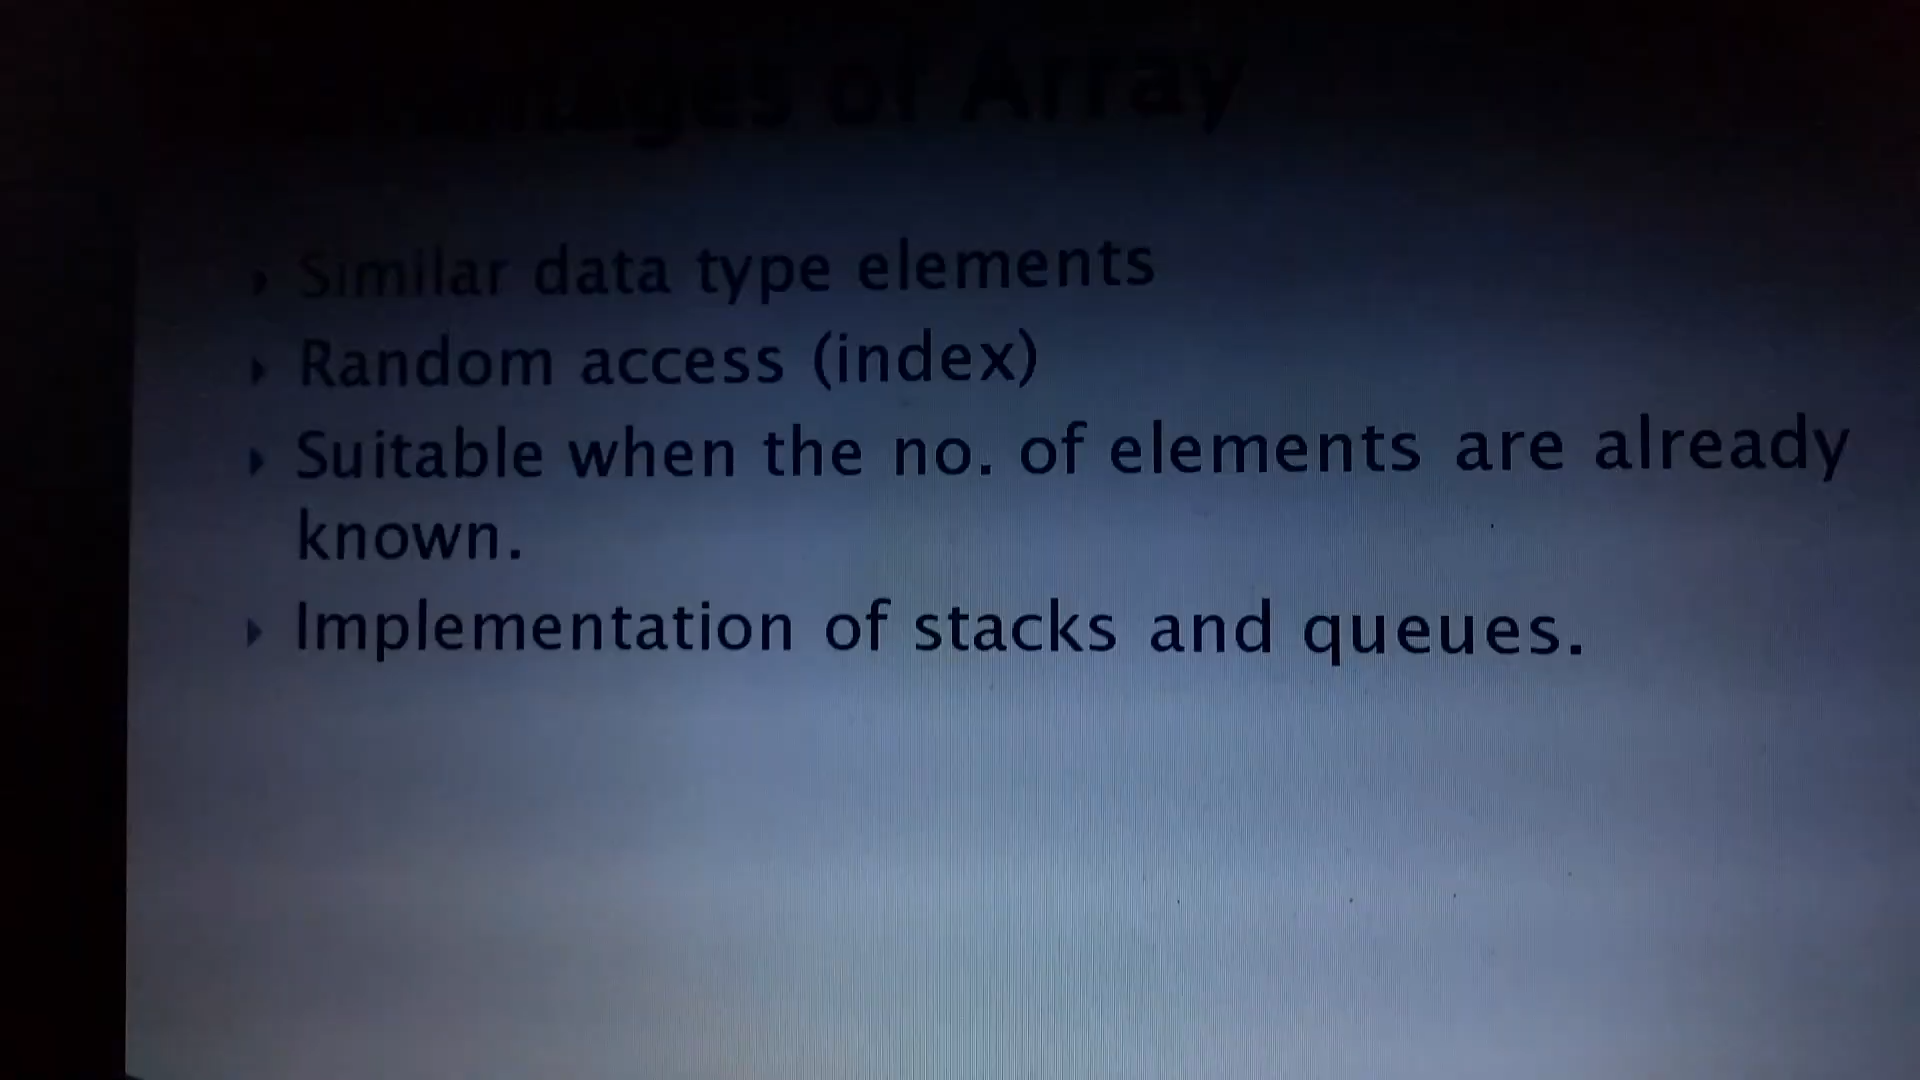 of Array
Similar data type elements
Random access (index)
Suitable when the no. of elements are already
known.
Implementation of stacks and queues.